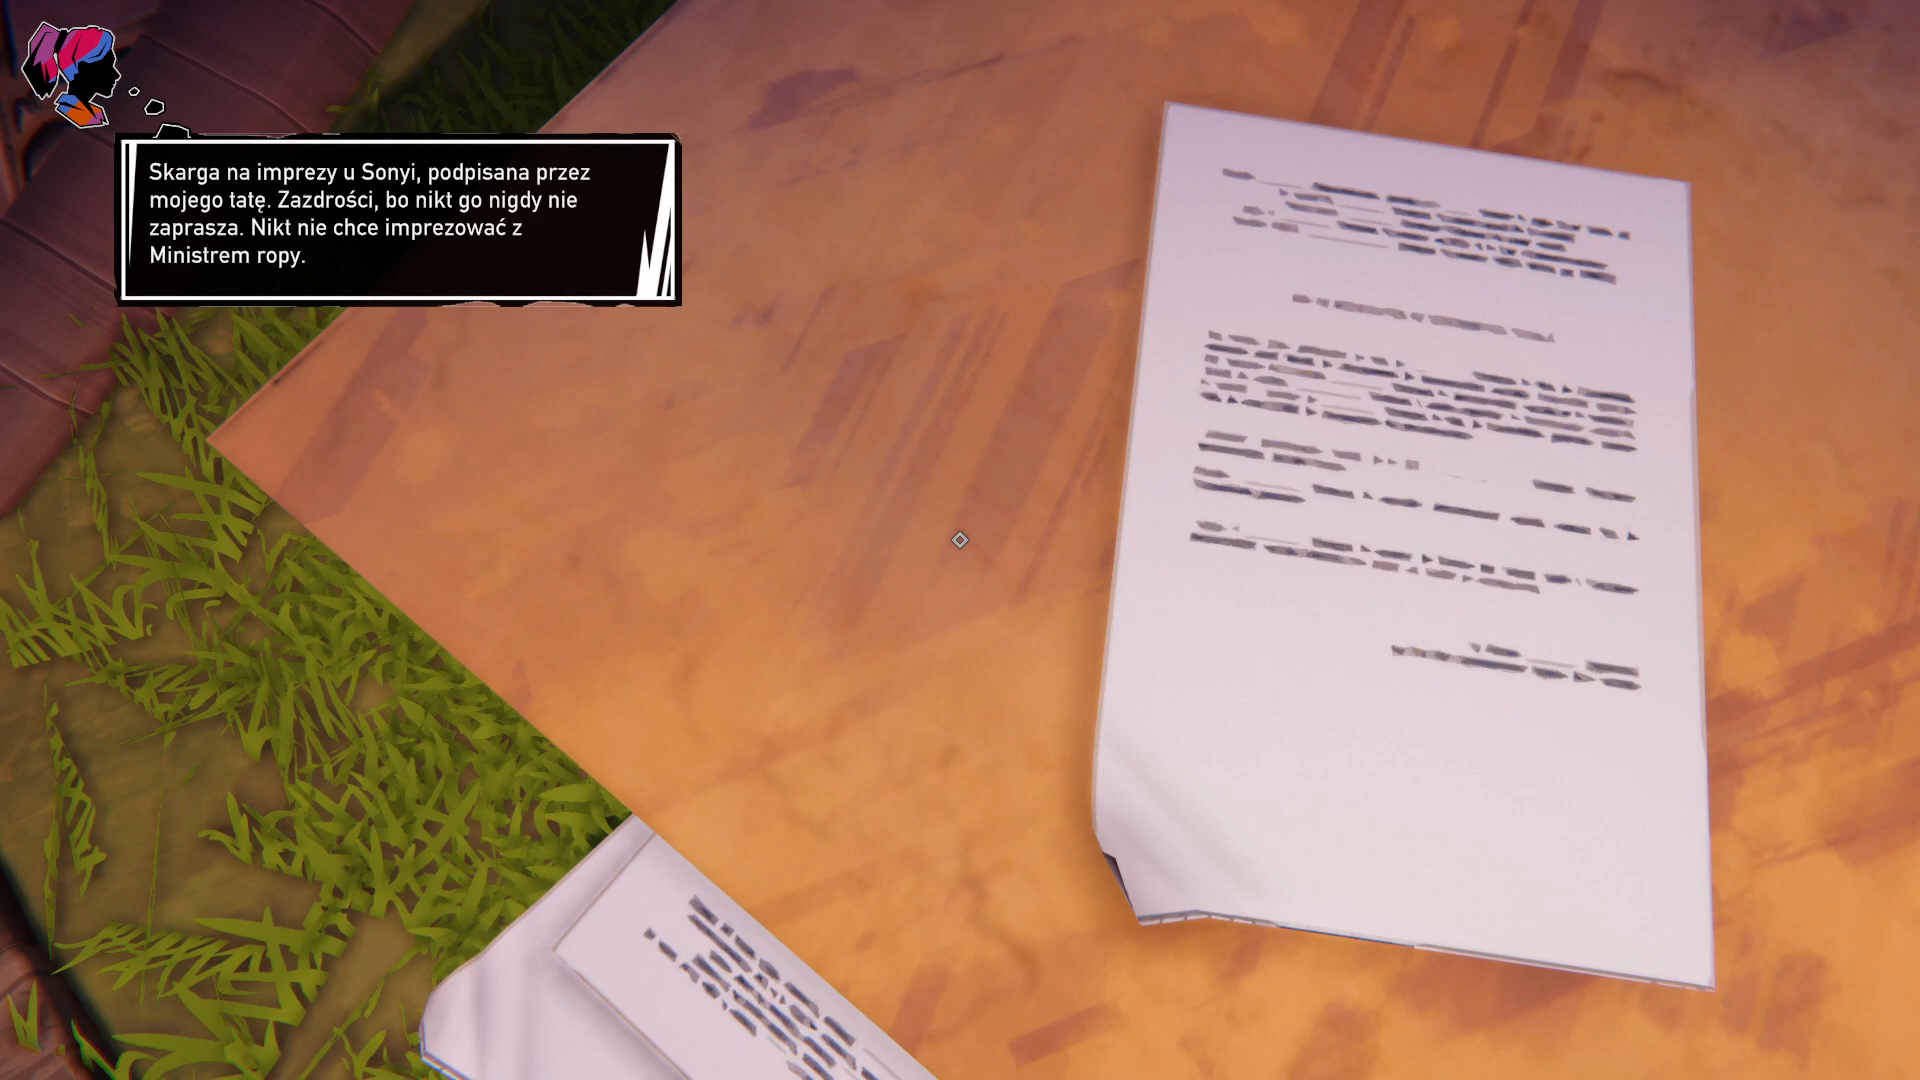 Skarga na imprezy u Sonyi, podpisana przez
mojego tatę. Zazdrości, bo nikt go nigdy nie
zaprasza. Nikt nie chce imprezować z
Ministrem ropy.